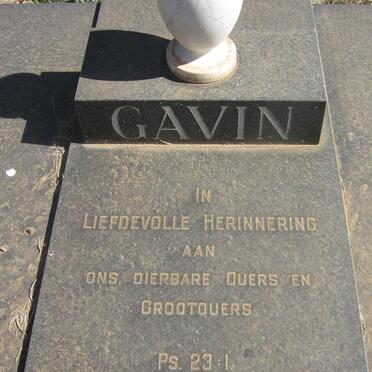 GAVIN
IN
LIEFDEVOLLE HERINNERING
AAN
ONS DIERBARE OUERS EN
GROOTOUERS
PS. 23:1.